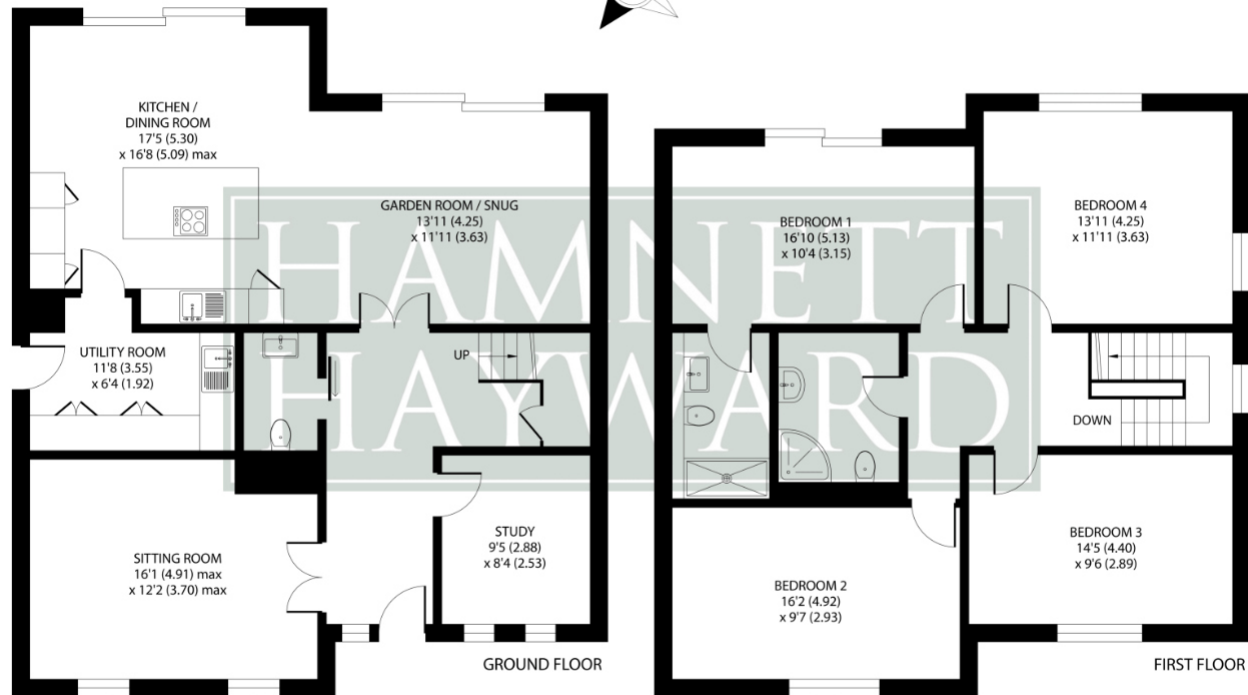 KITCHEN /
DINING ROOM
17'5 (5.30)
x 16'8 (5.09) max
GARDEN ROOM / SNUG
13'11 (4.25)
x 11'11 (3.63)
UTILITY ROOM
11'8 (3.55)
x 6'4 (1.92)
UP
SITTING ROOM
16'1 (4.91) max
x 12'2 (3.70) max
STUDY
9'5 (2.88)
x 8'4 (2.53)
GROUND FLOOR
BEDROOM 1
16'10 (5.13)
x 10'4 (3.15)
BEDROOM 4
13'11 (4.25)
x 11'11 (3.63)
DOWN
BEDROOM 2
16'2 (4.92)
x 9'7 (2.93)
BEDROOM 3
14'5 (4.40)
x 9'6 (2.89)
FIRST FLOOR
HAMNETT
HAYWARD